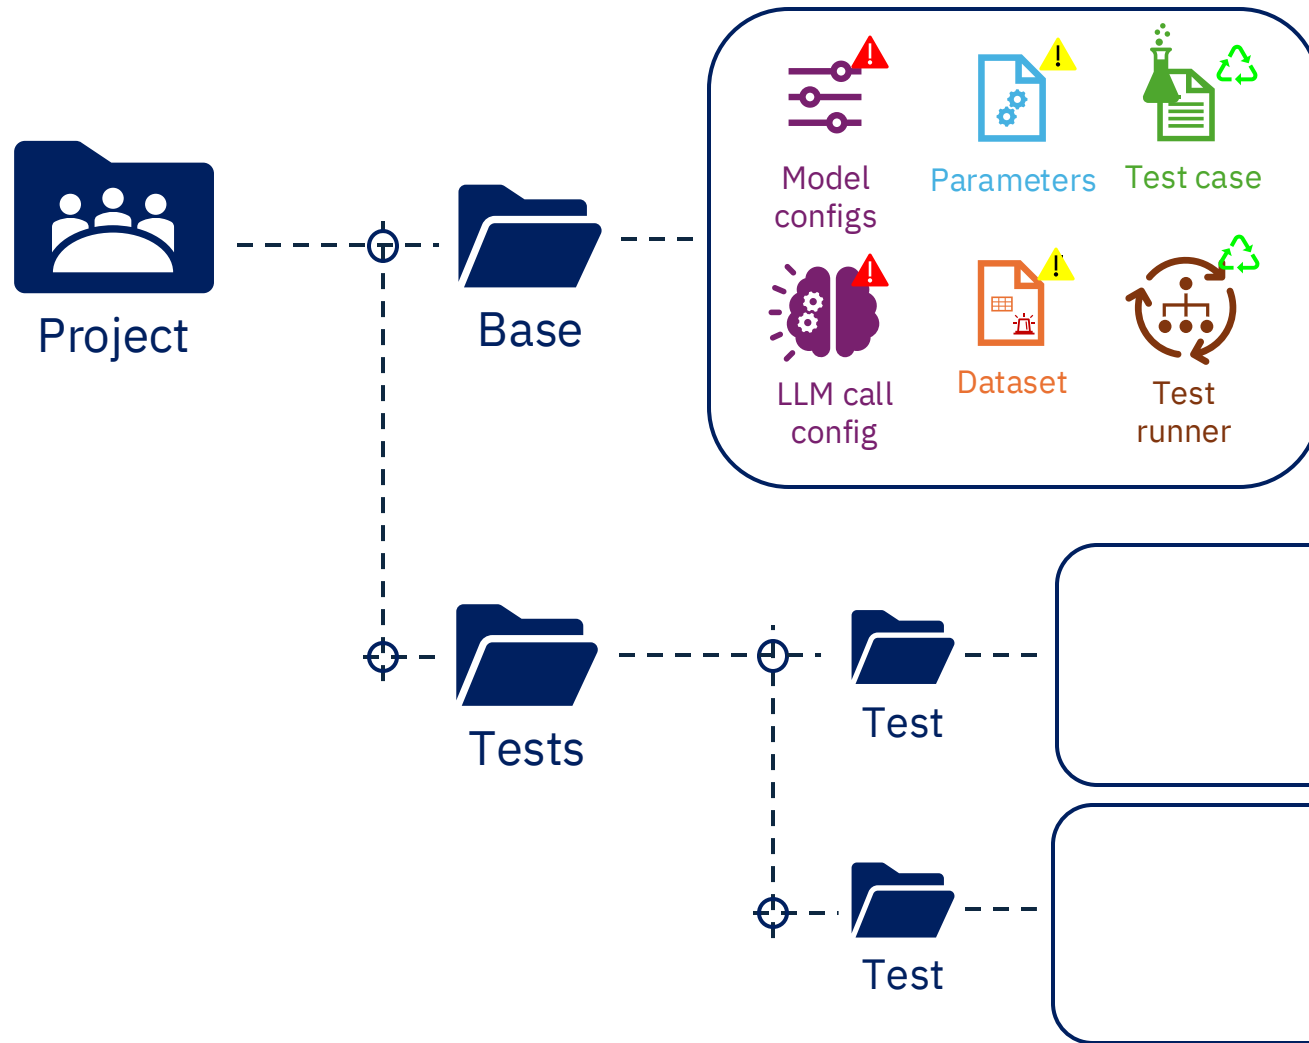 Project
Base
Model
configs
Parameters
Test case
LLM call
config
Dataset
Test
runner
Tests
Test
Test